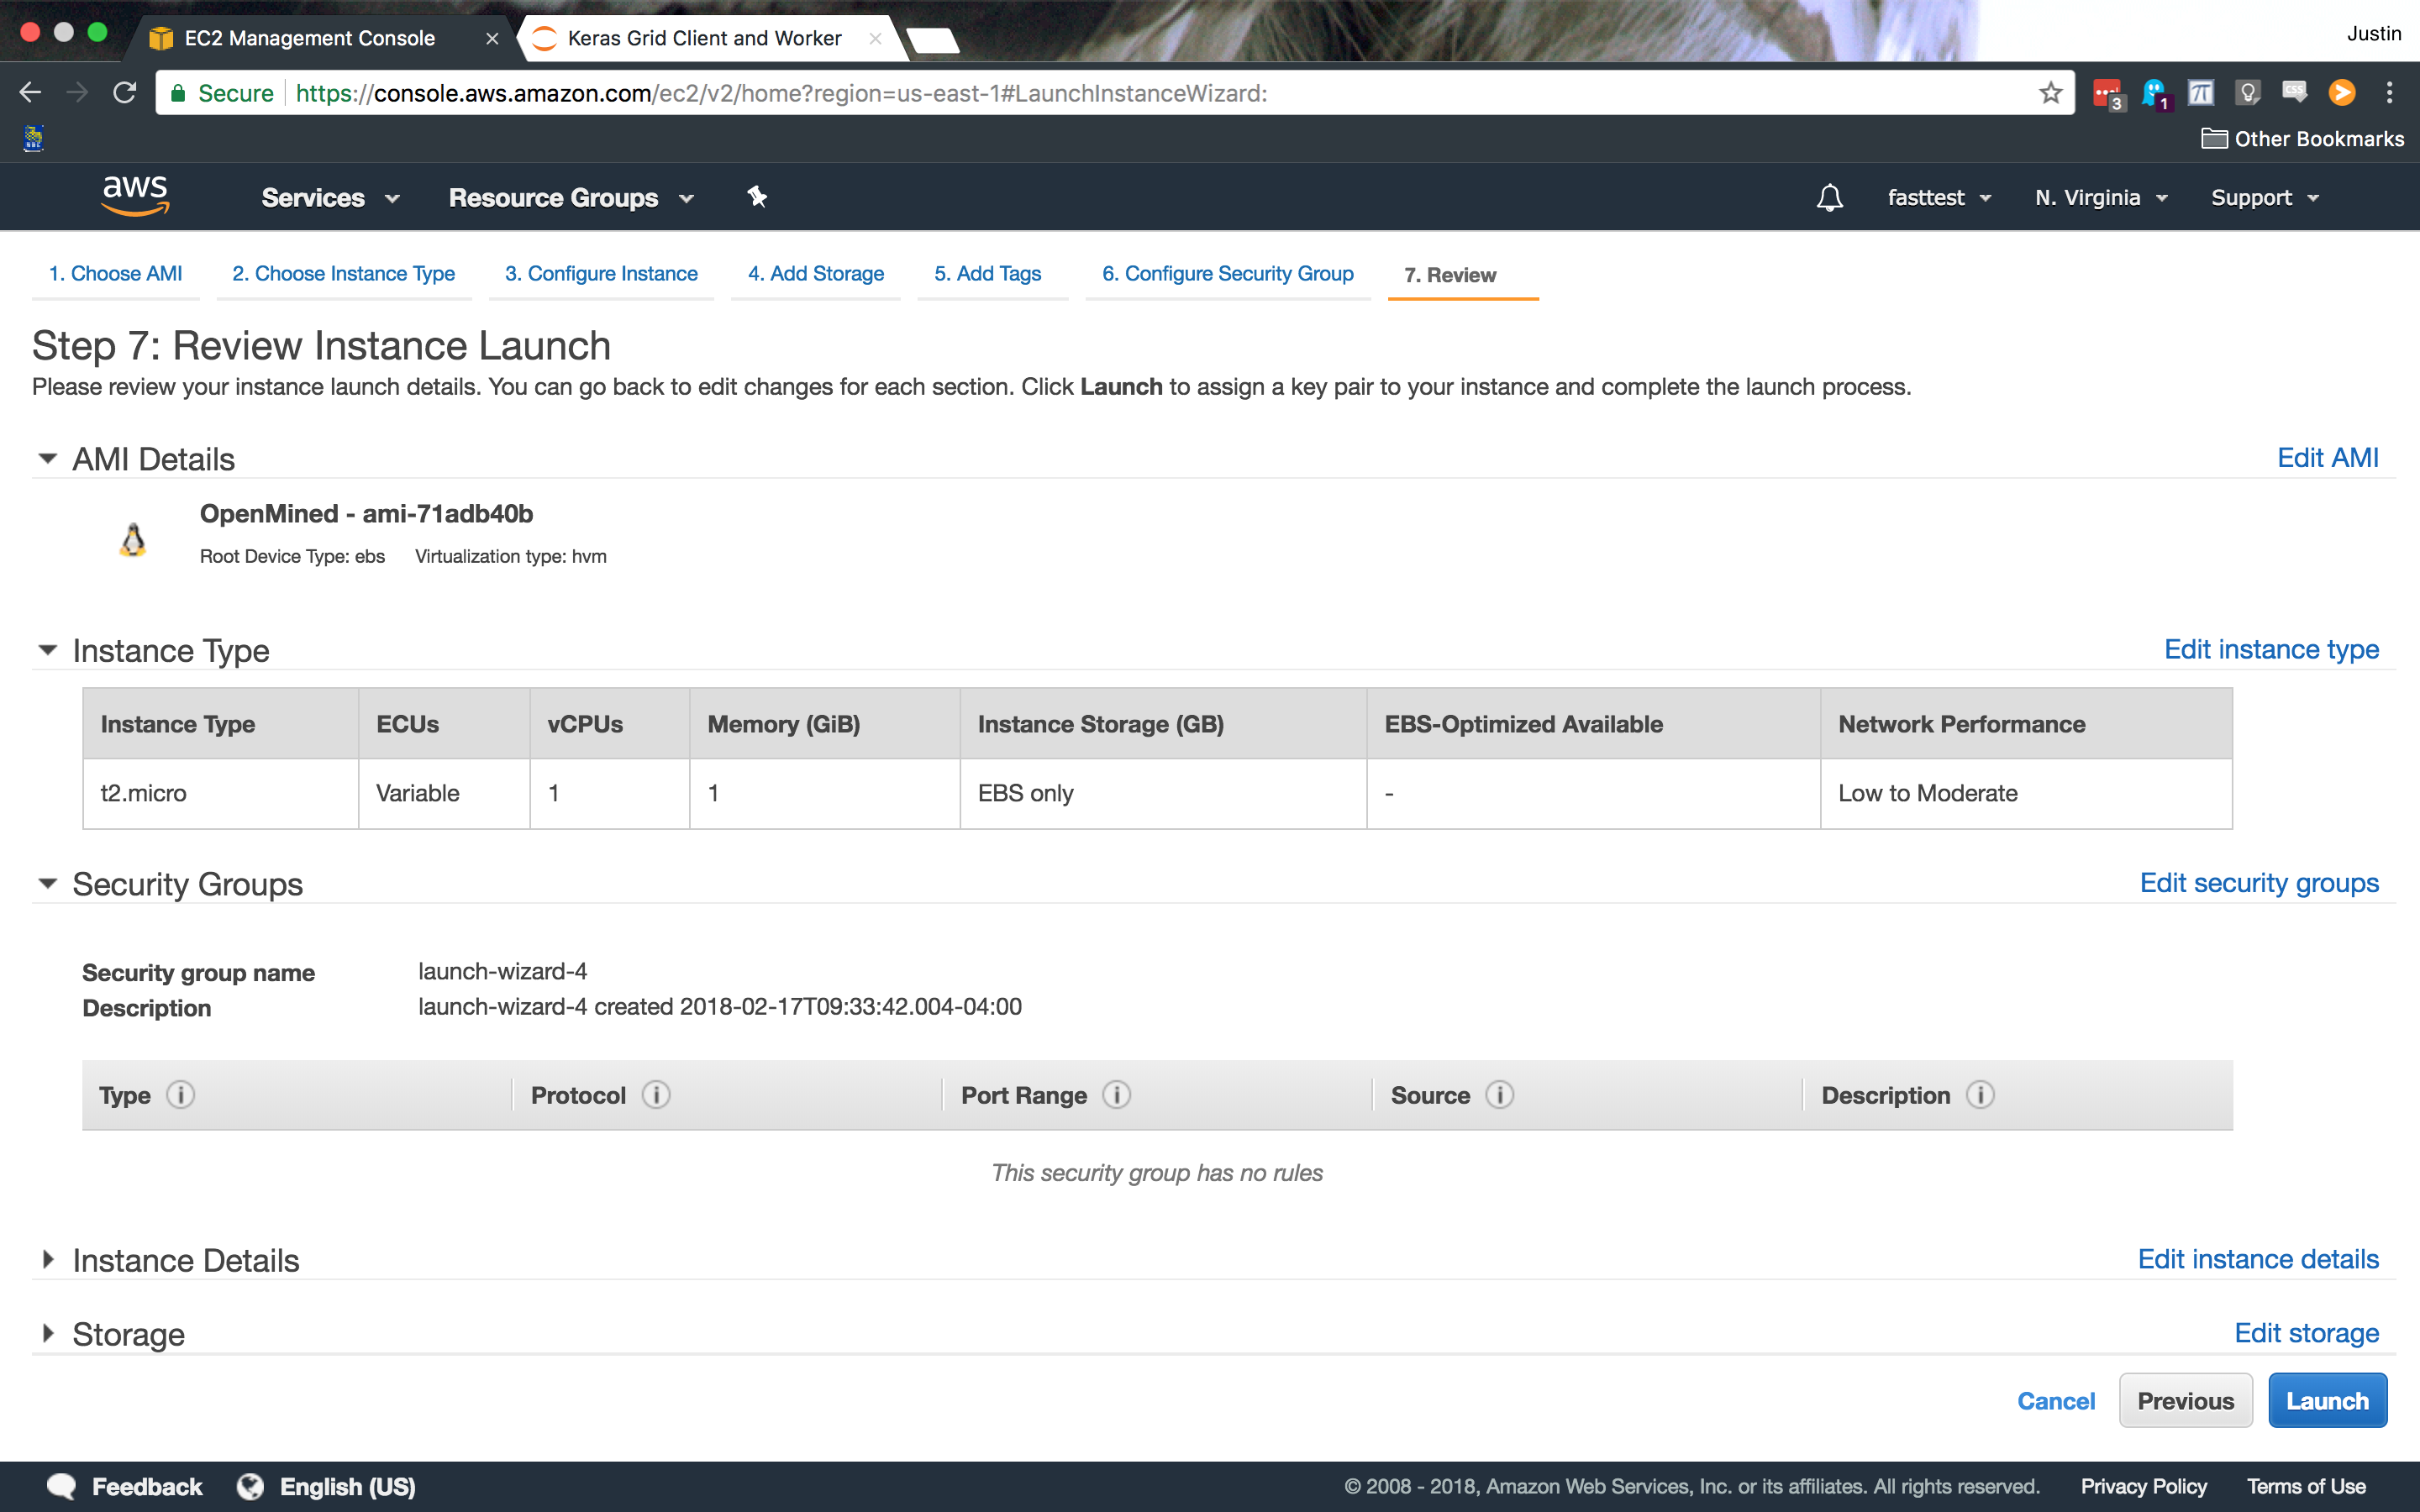 EC2 Management Console
Keras Grid Client and Worker
Justin
Secure https://console.aws.amazon.com/ec2/v2/home?region=us-east-1#LaunchInstanceWizard:
3
1
π
CSS
Other Bookmarks
aws Services Resource Groups fasttest N. Virginia Support
1. Choose AMI 2. Choose Instance Type 3. Configure Instance 4. Add Storage 5. Add Tags 6. Configure Security Group 7. Review
Step 7: Review Instance Launch
Please review your instance launch details. You can go back to edit changes for each section. Click Launch to assign a key pair to your instance and complete the launch process.
AMI Details Edit AMI
OpenMined - ami-71adb40b
Root Device Type: ebs Virtualization type: hvm
Instance Type Edit instance type
Instance Type ECUs vCPUs Memory (GiB) Instance Storage (GB) EBS-Optimized Available Network Performance
t2.micro Variable 1 1 EBS only - Low to Moderate
Security Groups Edit security groups
Security group name launch-wizard-4
Description launch-wizard-4 created 2018-02-17T09:33:42.004-04:00
Type i Protocol i Port Range i Source i Description i
This security group has no rules
Instance Details Edit instance details
Storage Edit storage
Cancel Previous Launch
Feedback English (US) © 2008 - 2018, Amazon Web Services, Inc. or its affiliates. All rights reserved. Privacy Policy Terms of Use